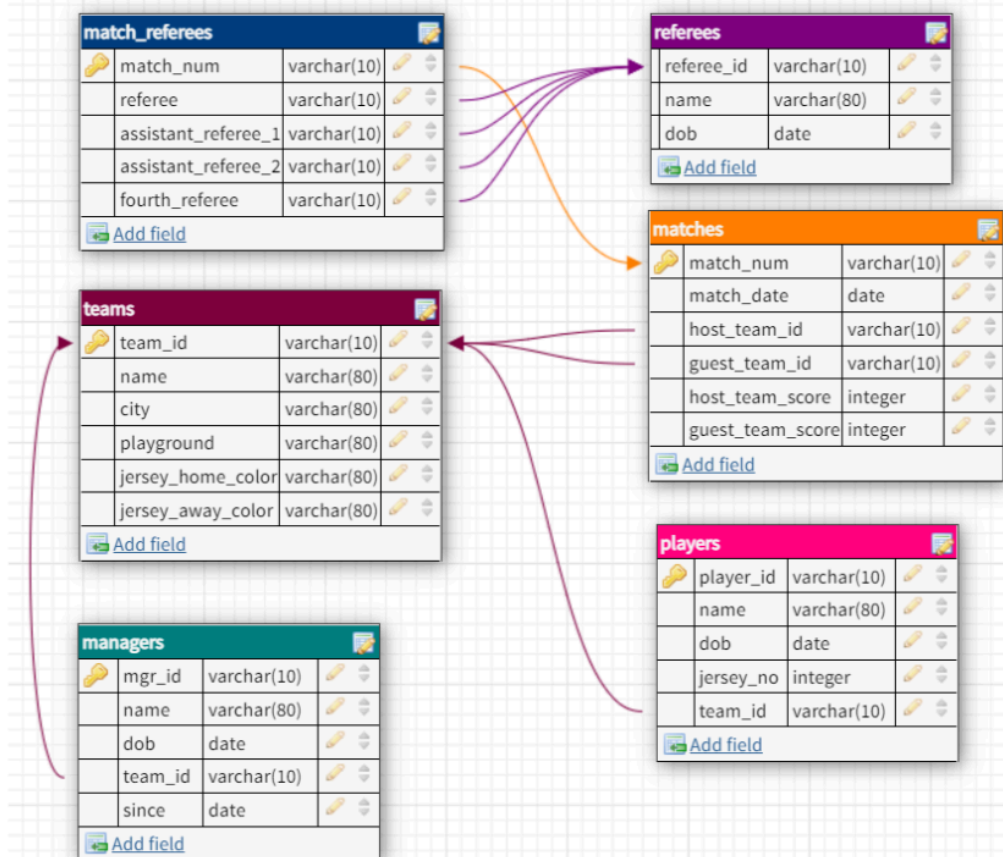 match_referees
match_num varchar(10)
referee varchar(10)
assistant_referee_1 varchar(10)
assistant_referee_2 varchar(10)
fourth_referee varchar(10)
Add field
referees
referee_id varchar(10)
name varchar(80)
dob date
Add field
matches
match_num varchar(10)
match_date date
host_team_id varchar(10)
guest_team_id varchar(10)
host_team_score integer
guest_team_score integer
Add field
teams
team_id varchar(10)
name varchar(80)
city varchar(80)
playground varchar(80)
jersey_home_color varchar(80)
jersey_away_color varchar(80)
Add field
players
player_id varchar(10)
name varchar(80)
dob date
jersey_no integer
team_id varchar(10)
Add field
managers
mgr_id varchar(10)
name varchar(80)
dob date
team_id varchar(10)
since date
Add field